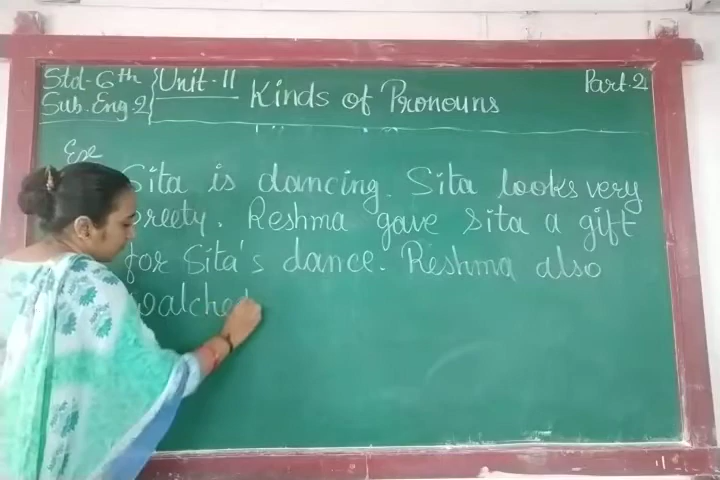 Std-6th {Unit-11 Kinds of Pronouns Part.2
Sub.Eng.2{
Exe
Sita is dancing. Sita looks very
preety. Reshma gave Sita a gift
for Sita's dance. Reshma also